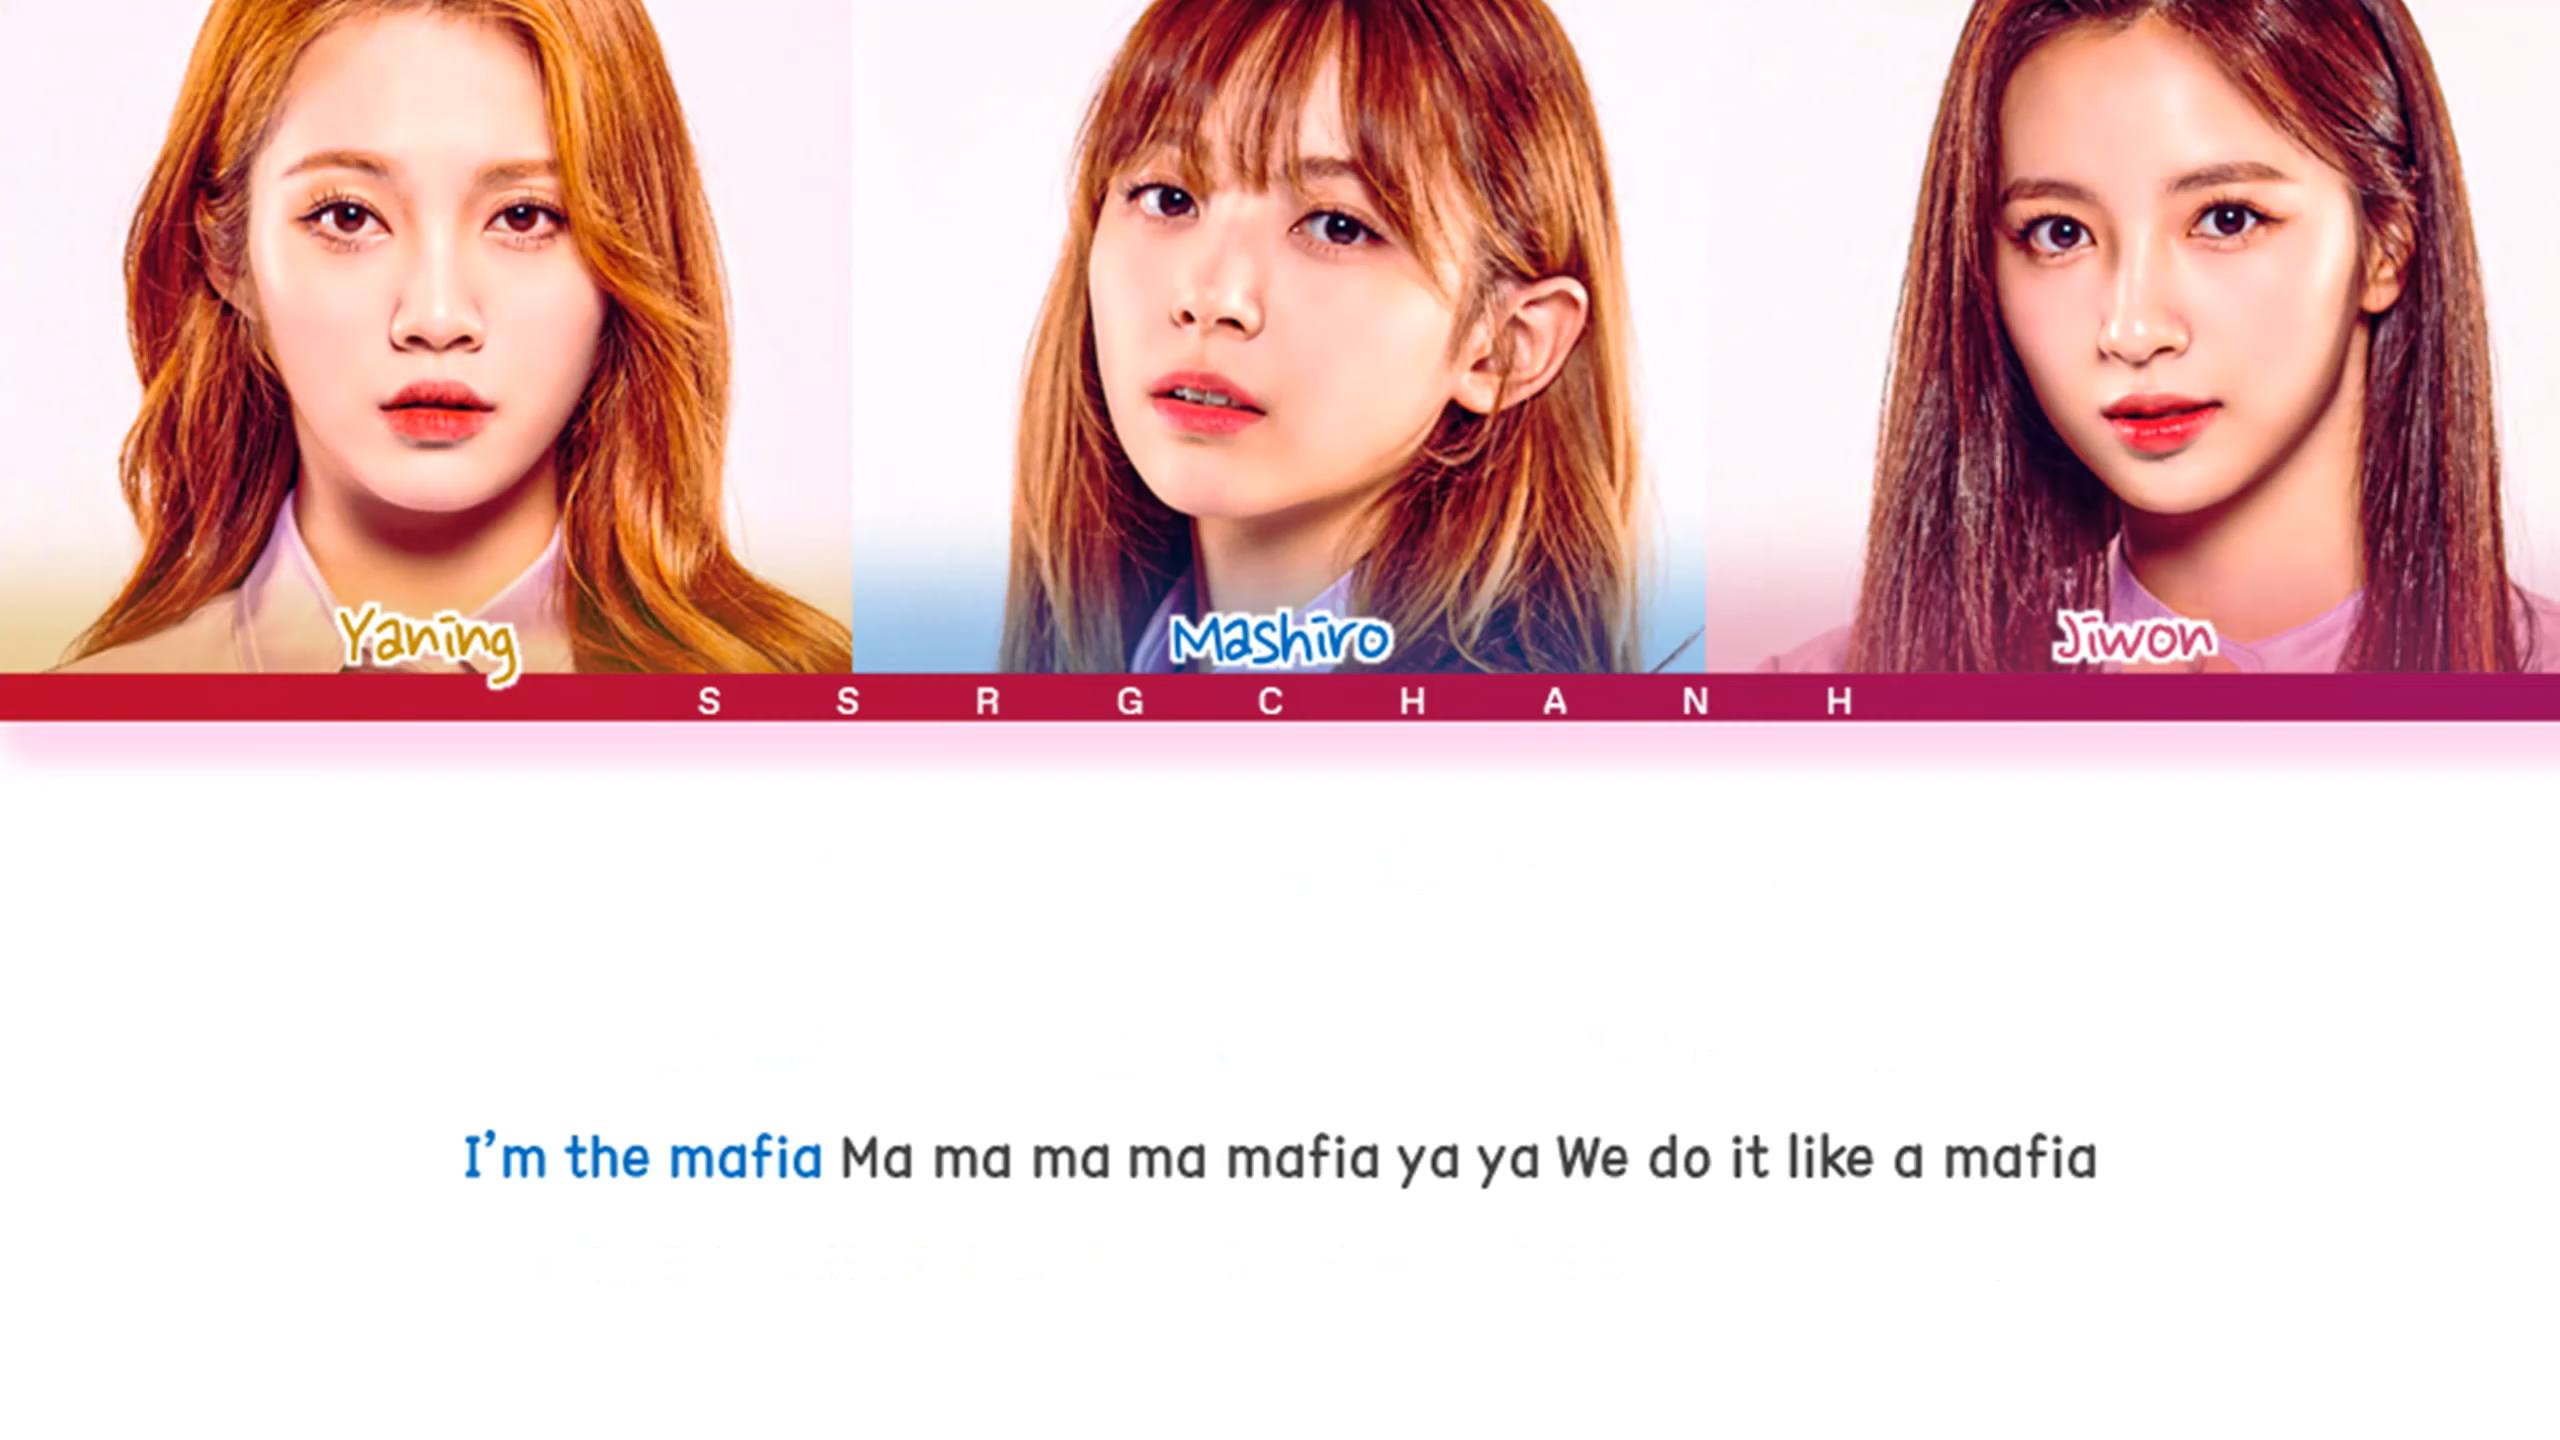 Yaning
Mashiro
Jiwon
S S R G C H A N H
I'm the mafia Ma ma ma ma mafia ya ya We do it like a mafia